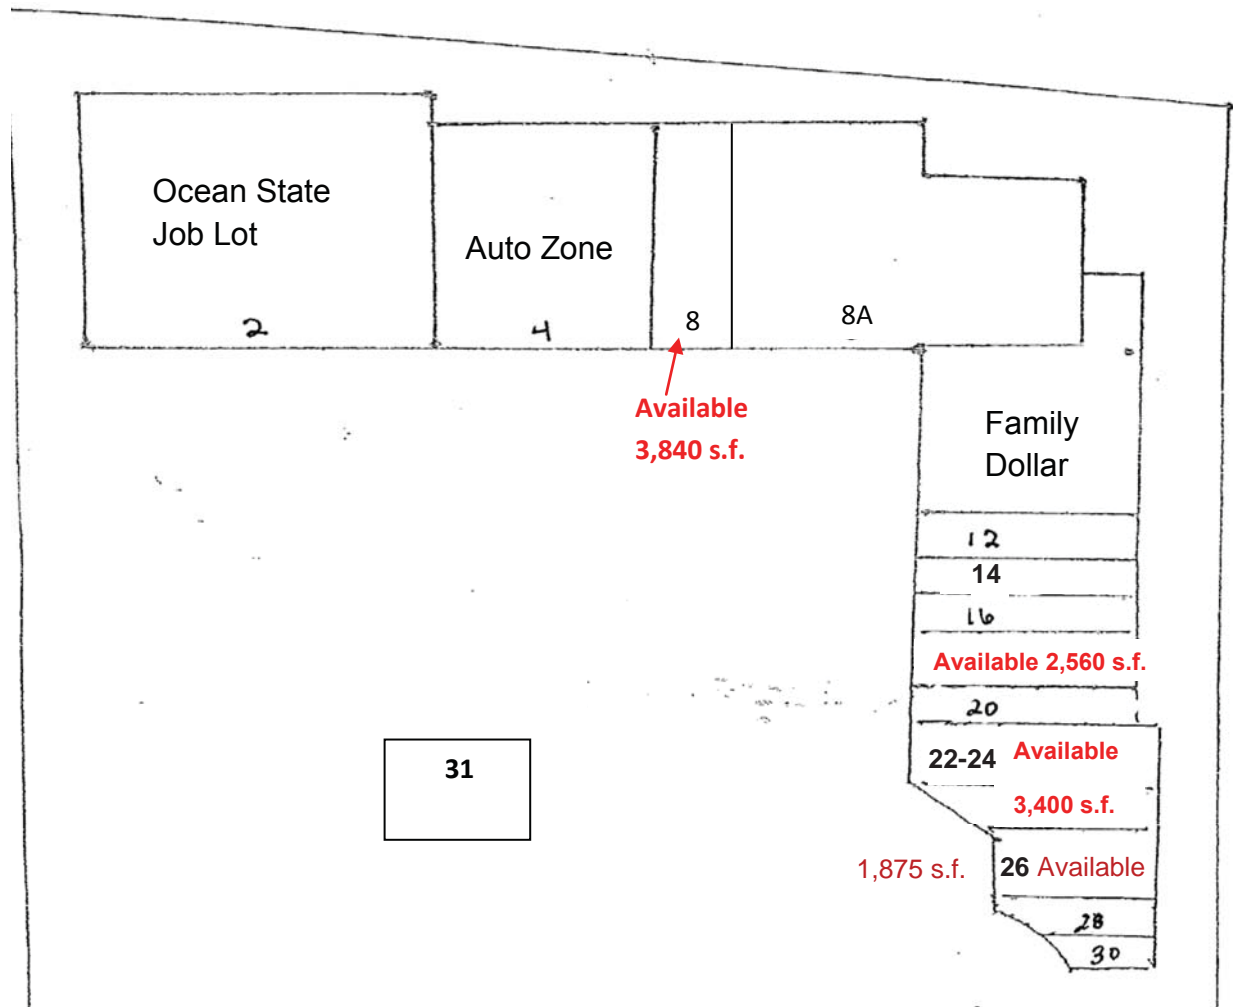 Ocean State
Job Lot
Auto Zone
2
4
8
8A
Available
3,840 s.f.
Family
Dollar
12
14
16
Available 2,560 s.f.
20
22-24 Available
3,400 s.f.
31
1,875 s.f.
26 Available
28
30